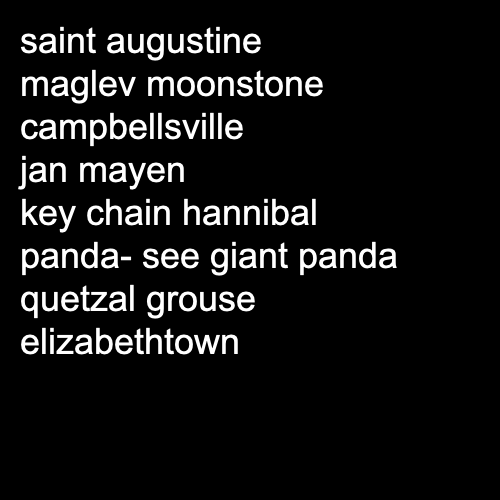 saint augustine
maglev moonstone
campbellsville
jan mayen
key chain hannibal
panda- see giant panda
quetzal grouse
elizabethtown